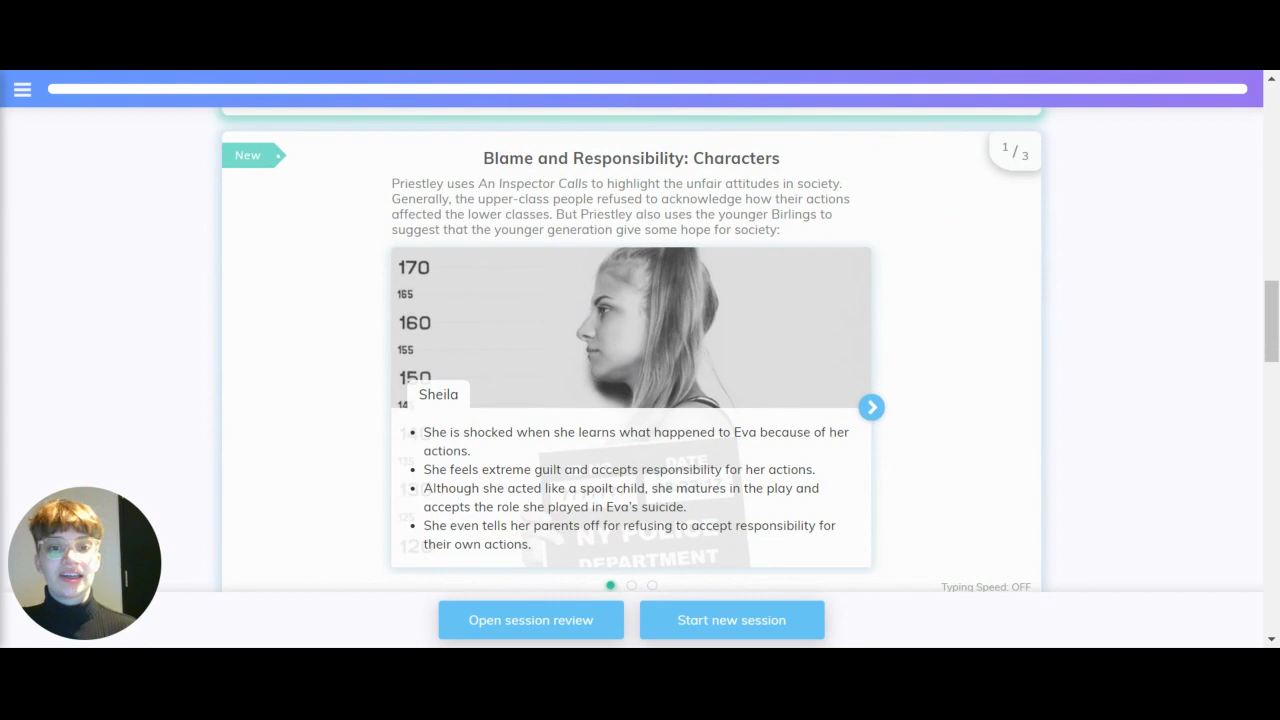 New
Blame and Responsibility: Characters
1 / 3
Priestley uses An Inspector Calls to highlight the unfair attitudes in society.
Generally, the upper-class people refused to acknowledge how their actions
affected the lower classes. But Priestley also uses the younger Birlings to
suggest that the younger generation give some hope for society:
170
165
160
155
150
Sheila
• She is shocked when she learns what happened to Eva because of her
actions.
• She feels extreme guilt and accepts responsibility for her actions.
• Although she acted like a spoilt child, she matures in the play and
accepts the role she played in Eva's suicide.
• She even tells her parents off for refusing to accept responsibility for
their own actions.
DATE
NY POLICE
DEPARTMENT
Typing Speed: OFF
Open session review
Start new session